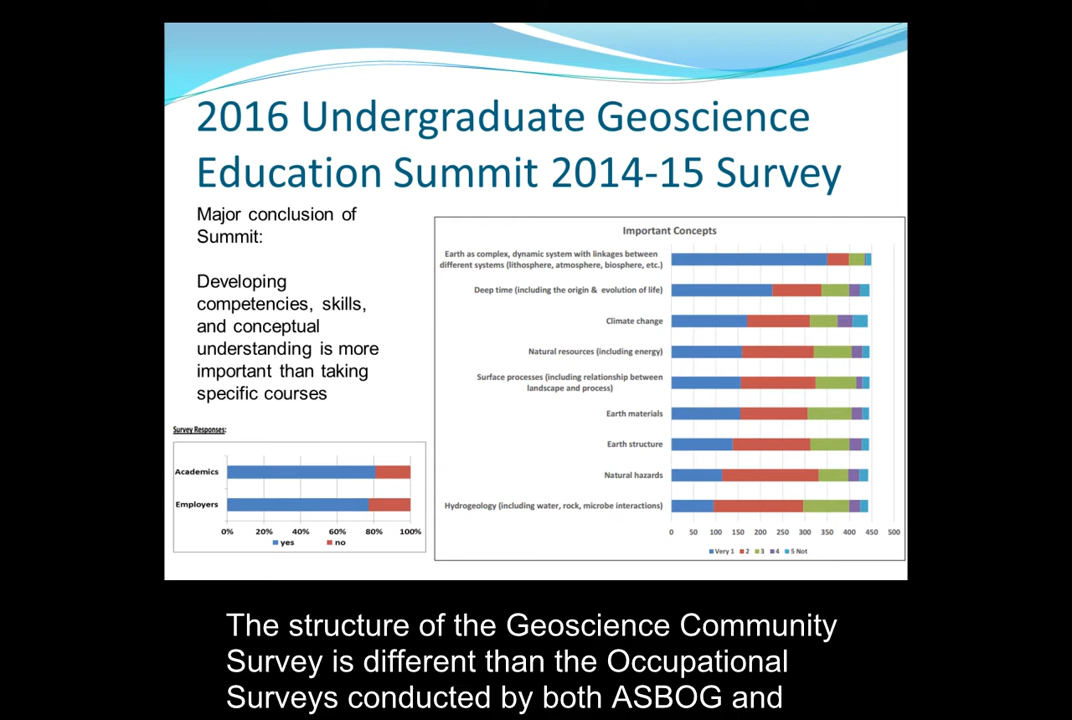 2016 Undergraduate Geoscience
Education Summit 2014-15 Survey
Major conclusion of
Summit:
Developing
competencies, skills,
and conceptual
understanding is more
important than taking
specific courses
Survey Responses:
Academics
Employers
0% 20% 40% 60% 80% 100%
yes no
Important Concepts
Earth as complex, dynamic system with linkages between
different systems (lithosphere, atmosphere, biosphere, etc.)
Deep time (including the origin & evolution of life)
Climate change
Natural resources (including energy)
Surface processes (including relationship between
landscape and process)
Earth materials
Earth structure
Natural hazards
Hydrogeology (including water, rock, microbe interactions)
0 50 100 150 200 250 300 350 400 450 500
Very 1 2 3 4 5 Not
The structure of the Geoscience Community
Survey is different than the Occupational
Surveys conducted by both ASBOG and